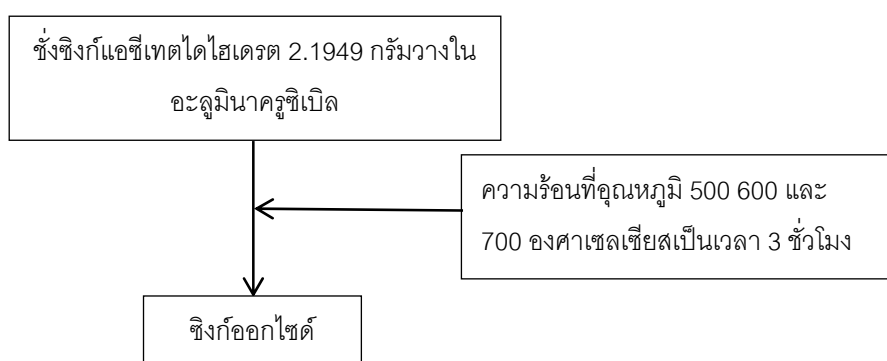 ชั่งซิงก์แอซีเทตไดไฮเดรต 2.1949 กรัมวางใน
อะลูมินาครูซิเบิล
ความร้อนที่อุณหภูมิ 500 600 และ
700 องศาเซลเซียสเป็นเวลา 3 ชั่วโมง
ซิงก์ออกไซด์